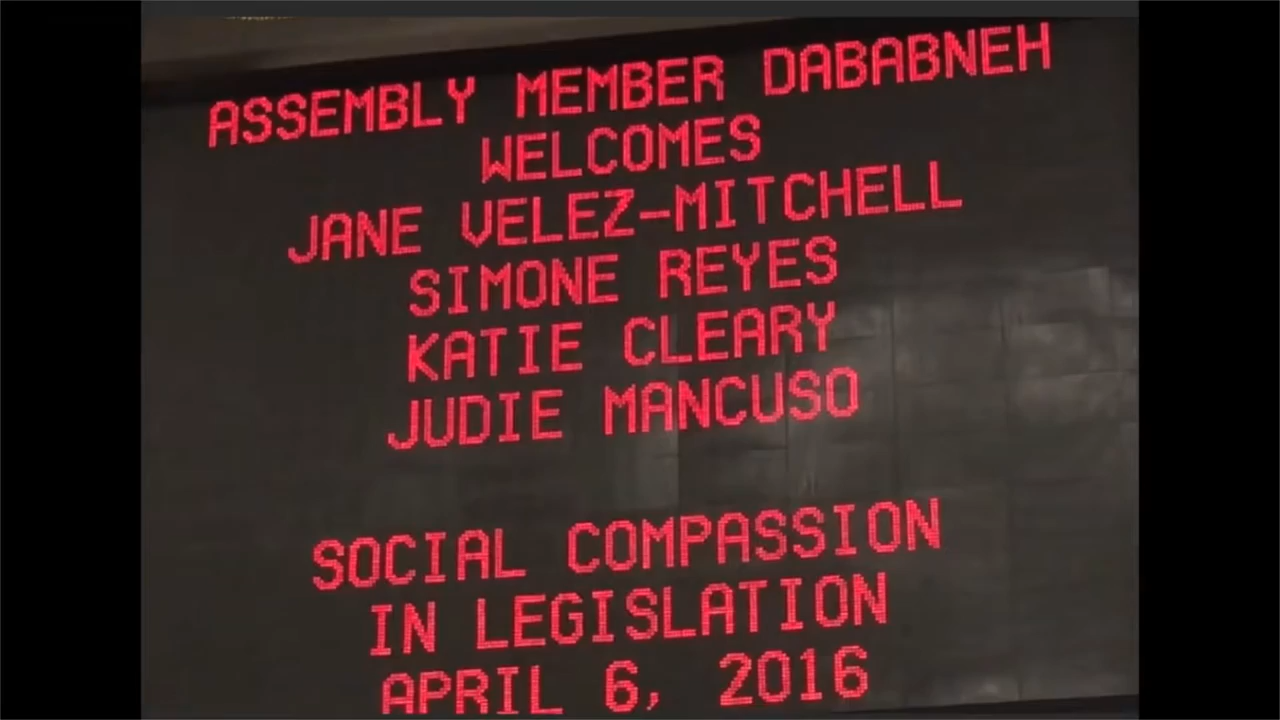 ASSEMBLY MEMBER DABABNEH
WELCOMES
JANE VELEZ-MITCHELL
SIMONE REYES
KATIE CLEARY
JUDIE MANCUSO
SOCIAL COMPASSION
IN LEGISLATION
APRIL 6, 2016